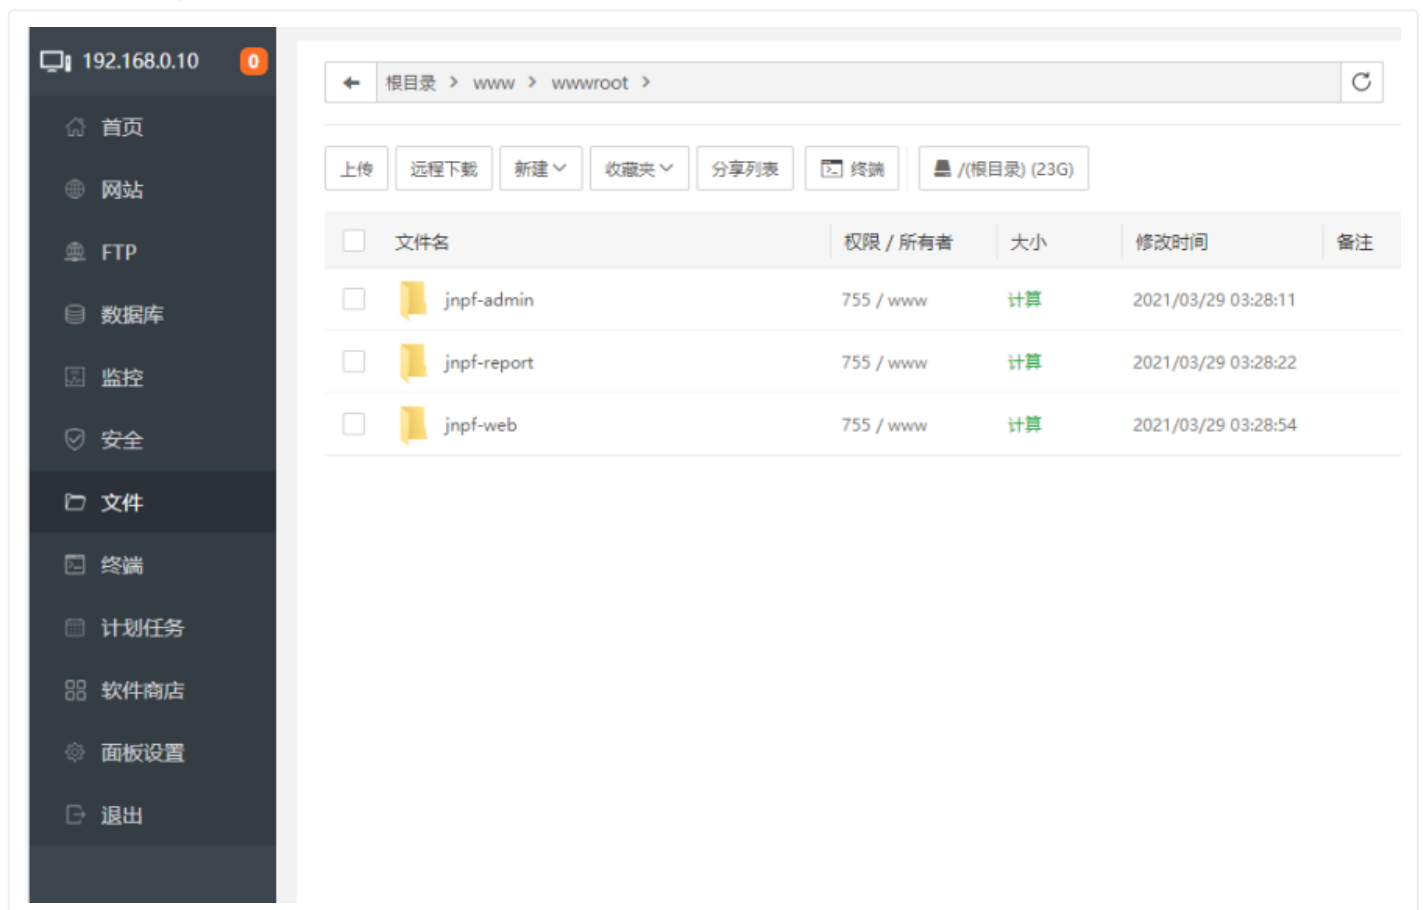 192.168.0.10 0
首页
网站
FTP
数据库
监控
安全
文件
终端
计划任务
软件商店
面板设置
退出
根目录 > www > wwwroot >
上传 远程下载 新建 收藏夹 分享列表 终端 /(根目录) (23G)
文件名 权限 / 所有者 大小 修改时间 备注
jnpf-admin 755 / www 计算 2021/03/29 03:28:11
jnpf-report 755 / www 计算 2021/03/29 03:28:22
jnpf-web 755 / www 计算 2021/03/29 03:28:54